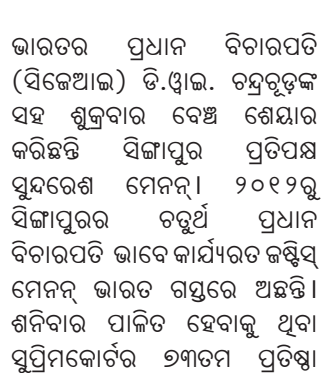 ଭାରତର ପ୍ରଧାନ ବିଚାରପତି
(ସିଜେଆଇ) ଡି.ୱାଇ. ଚନ୍ଦ୍ରଚୂଡ଼ଙ୍କ
ସହ ଶୁକ୍ରବାର ବେଞ୍ଚ ଶେୟାର
କରିଛନ୍ତି ସିଙ୍ଗାପୁର ପ୍ରତିପକ୍ଷ
ସୁନ୍ଦରେଶ ମେନନ୍। ୨୦୧୨ରୁ
ସିଙ୍ଗାପୁରର ଚତୁର୍ଥ ପ୍ରଧାନ
ବିଚାରପତି ଭାବେ କାର୍ଯ୍ୟରତ ଜଷ୍ଟିସ୍
ମେନନ୍ ଭାରତ ଗସ୍ତରେ ଅଛନ୍ତି।
ଶନିବାର ପାଳିତ ହେବାକୁ ଥିବା
ସୁପ୍ରିମକୋର୍ଟର ୭୩ତମ ପ୍ରତିଷ୍ଠା